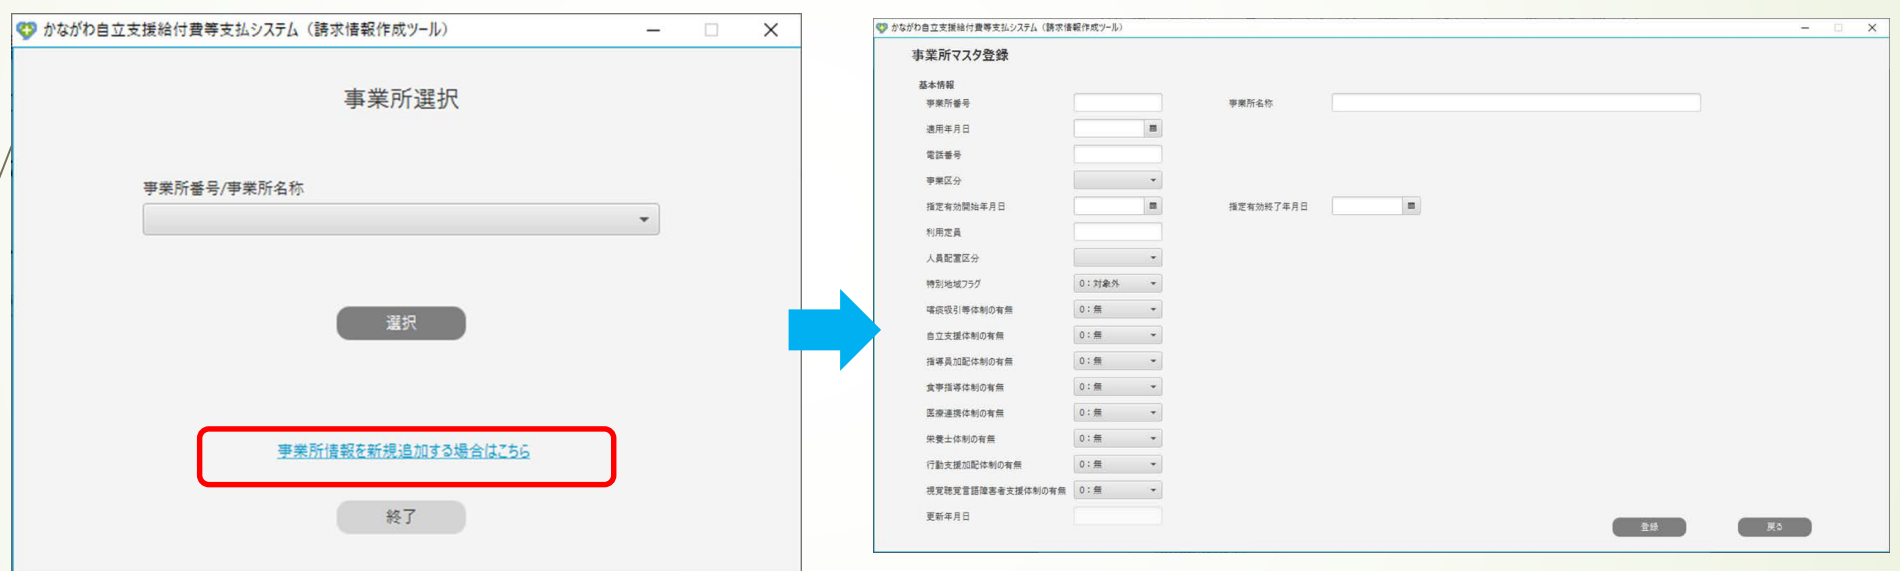 かながわ自立支援給付費等支払システム（請求情報作成ツール）
事業所選択
事業所番号/事業所名称
選択
事業所情報を新規追加する場合はこちら
終了
かながわ自立支援給付費等支払システム（請求情報作成ツール）
事業所マスタ登録
基本情報
事業所番号 事業所名称
適用年月日
電話番号
事業区分
指定有効開始年月日 指定有効終了年月日
利用定員
人員配置区分
特別地域フラグ 0：対象外
喀痰吸引等体制の有無 0：無
自立支援体制の有無 0：無
指導員加配体制の有無 0：無
食事指導体制の有無 0：無
医療連携体制の有無 0：無
栄養士体制の有無 0：無
行動支援加配体制の有無 0：無
視覚聴覚言語障害者支援体制の有無 0：無
更新年月日
登録 戻る